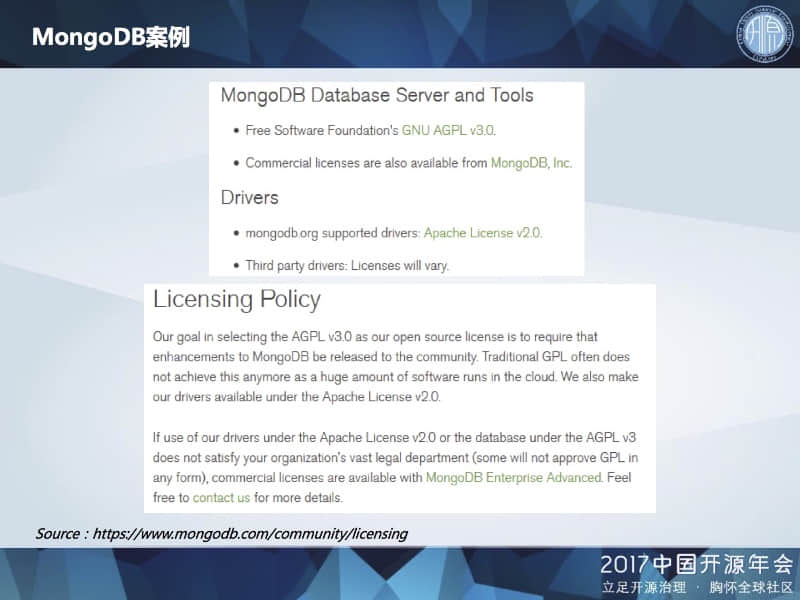 MongoDB案例
MongoDB Database Server and Tools
• Free Software Foundation's GNU AGPL v3.0.
• Commercial licenses are also available from MongoDB, Inc.
Drivers
• mongodb.org supported drivers: Apache License v2.0.
• Third party drivers: Licenses will vary.
Licensing Policy
Our goal in selecting the AGPL v3.0 as our open source license is to require that
enhancements to MongoDB be released to the community. Traditional GPL often does
not achieve this anymore as a huge amount of software runs in the cloud. We also make
our drivers available under the Apache License v2.0.
If use of our drivers under the Apache License v2.0 or the database under the AGPL v3
does not satisfy your organization's vast legal department (some will not approve GPL in
any form), commercial licenses are available with MongoDB Enterprise Advanced. Feel
free to contact us for more details.
Source：https://www.mongodb.com/community/licensing
2017中国开源年会
立足开源治理 · 胸怀全球社区